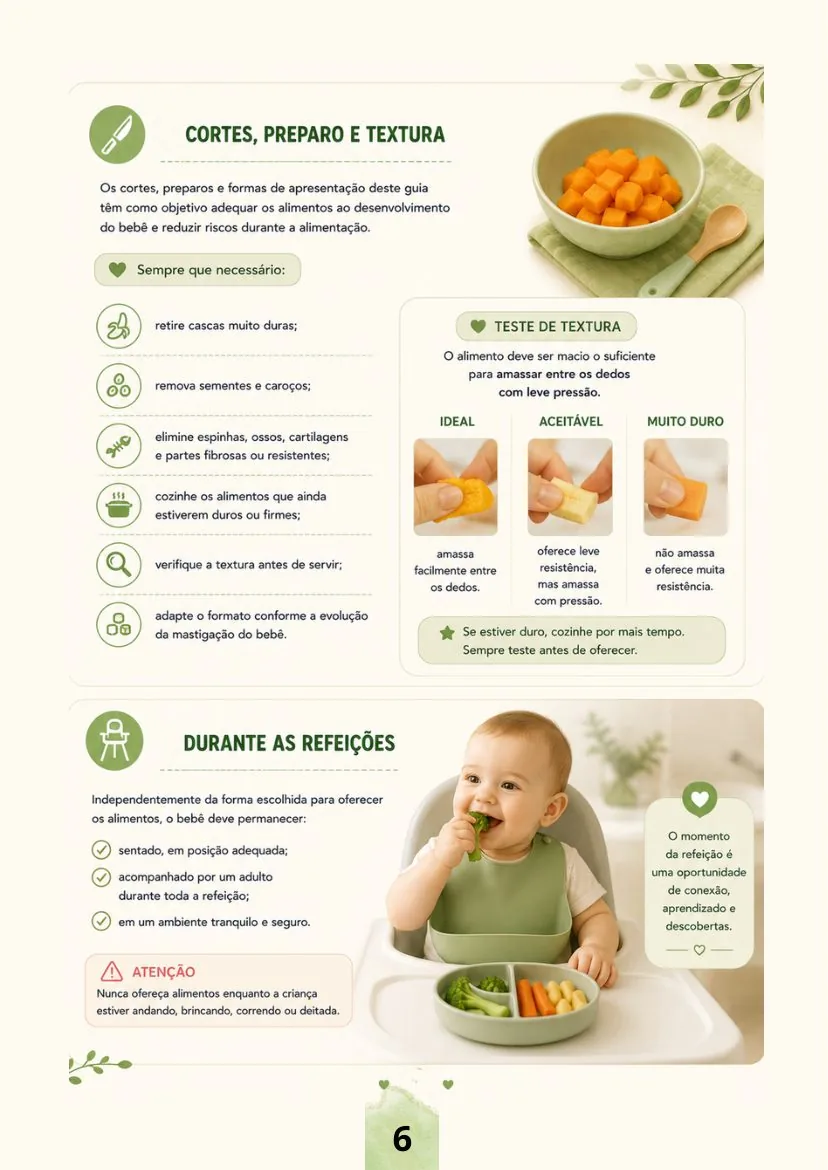 CORTES, PREPARO E TEXTURA
Os cortes, preparos e formas de apresentação deste guia
têm como objetivo adequar os alimentos ao desenvolvimento
do bebê e reduzir riscos durante a alimentação.
Sempre que necessário:
retire cascas muito duras;
remova sementes e caroços;
elimine espinhas, ossos, cartilagens
e partes fibrosas ou resistentes;
cozinhe os alimentos que ainda
estiverem duros ou firmes;
verifique a textura antes de servir;
adapte o formato conforme a evolução
da mastigação do bebê.
TESTE DE TEXTURA
O alimento deve ser macio o suficiente
para amassar entre os dedos
com leve pressão.
IDEAL
amassa
facilmente entre
os dedos.
ACEITÁVEL
oferece leve
resistência,
mas amassa
com pressão.
MUITO DURO
não amassa
e oferece muita
resistência.
Se estiver duro, cozinhe por mais tempo.
Sempre teste antes de oferecer.
DURANTE AS REFEIÇÕES
Independentemente da forma escolhida para oferecer
os alimentos, o bebê deve permanecer:
sentado, em posição adequada;
acompanhado por um adulto
durante toda a refeição;
em um ambiente tranquilo e seguro.
ATENÇÃO
Nunca ofereça alimentos enquanto a criança
estiver andando, brincando, correndo ou deitada.
O momento
da refeição é
uma oportunidade
de conexão,
aprendizado e
descobertas.
6